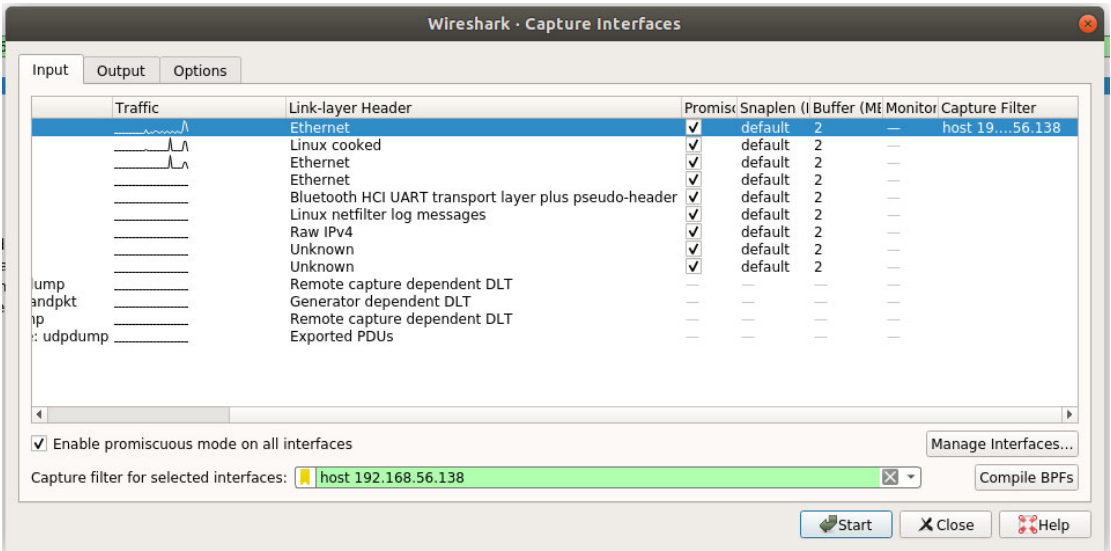 Wireshark · Capture Interfaces
Input Output Options
Traffic Link-layer Header Promisc Snaplen ( Buffer (MB Monitor Capture Filter
Ethernet default 2 — host 19....56.138
Linux cooked default 2 —
Ethernet default 2 —
Ethernet default 2 —
Bluetooth HCI UART transport layer plus pseudo-header default 2 —
Linux netfilter log messages default 2 —
Raw IPv4 default 2 —
Unknown default 2 —
Unknown default 2 —
dump Remote capture dependent DLT — — — —
andpkt Generator dependent DLT — — — —
np Remote capture dependent DLT — — — —
e: udpdump Exported PDUs — — — —
Enable promiscuous mode on all interfaces Manage Interfaces...
Capture filter for selected interfaces: host 192.168.56.138 Compile BPFs
Start Close Help